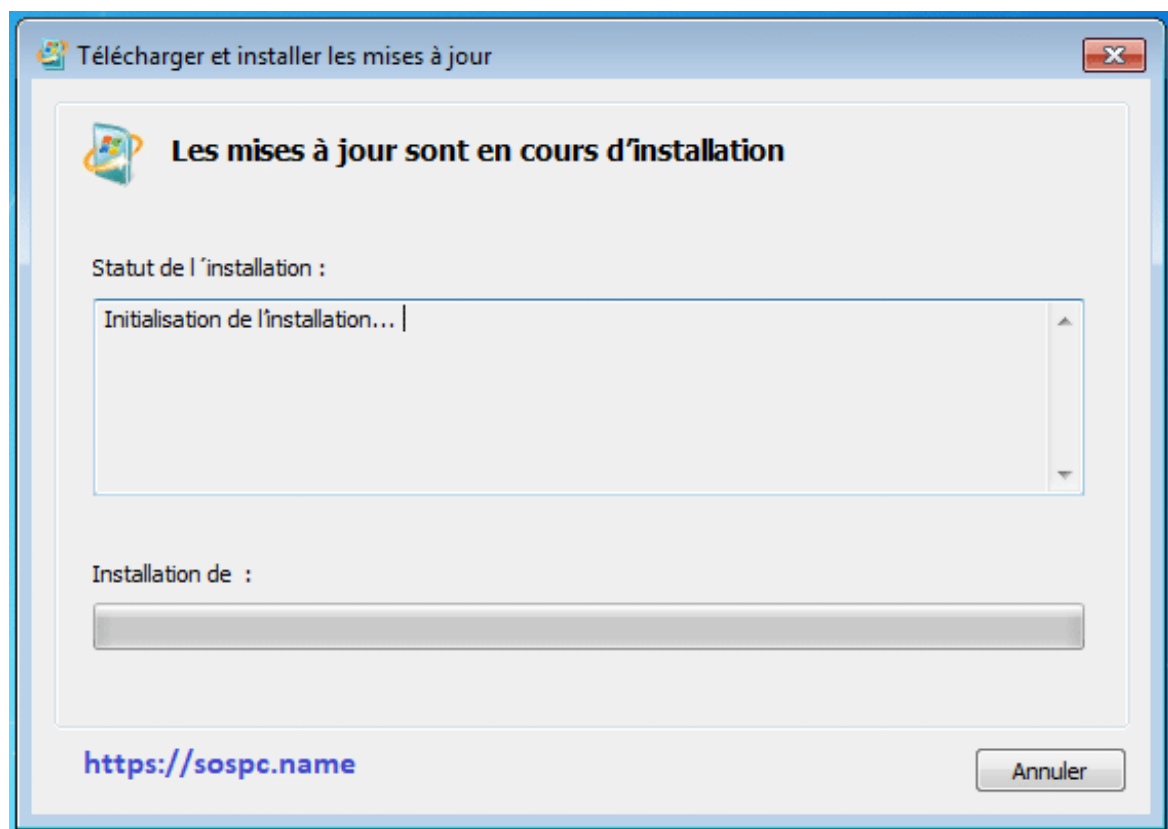 Télécharger et installer les mises à jour
Les mises à jour sont en cours d'installation
Statut de l ´installation :
Initialisation de l'installation...
Installation de :
https://sospc.name
Annuler